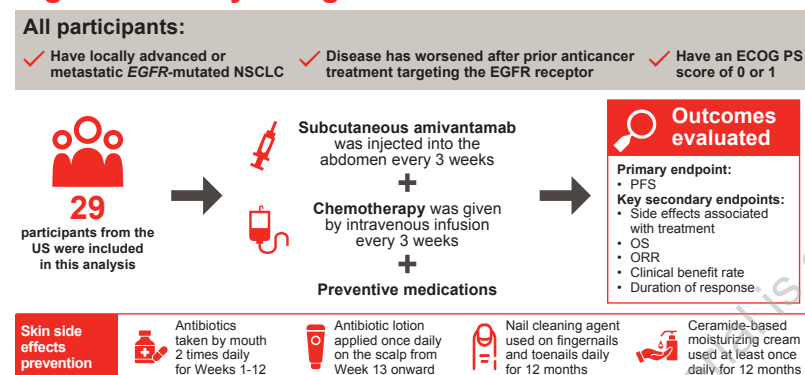 All participants:
Have locally advanced or
metastatic EGFR-mutated NSCLC
Disease has worsened after prior anticancer
treatment targeting the EGFR receptor
Have an ECOG PS
score of 0 or 1
29
participants from the
US were included
in this analysis
Subcutaneous amivantamab
was injected into the
abdomen every 3 weeks
+
Chemotherapy was given
by intravenous infusion
every 3 weeks
+
Preventive medications
Outcomes
evaluated
Primary endpoint:
• PFS
Key secondary endpoints:
• Side effects associated
with treatment
• OS
• ORR
• Clinical benefit rate
• Duration of response
Skin side
effects
prevention
Antibiotics
taken by mouth
2 times daily
for Weeks 1-12
Antibiotic lotion
applied once daily
on the scalp from
Week 13 onward
Nail cleaning agent
used on fingernails
and toenails daily
for 12 months
Ceramide-based
moisturizing cream
used at least once
daily for 12 months